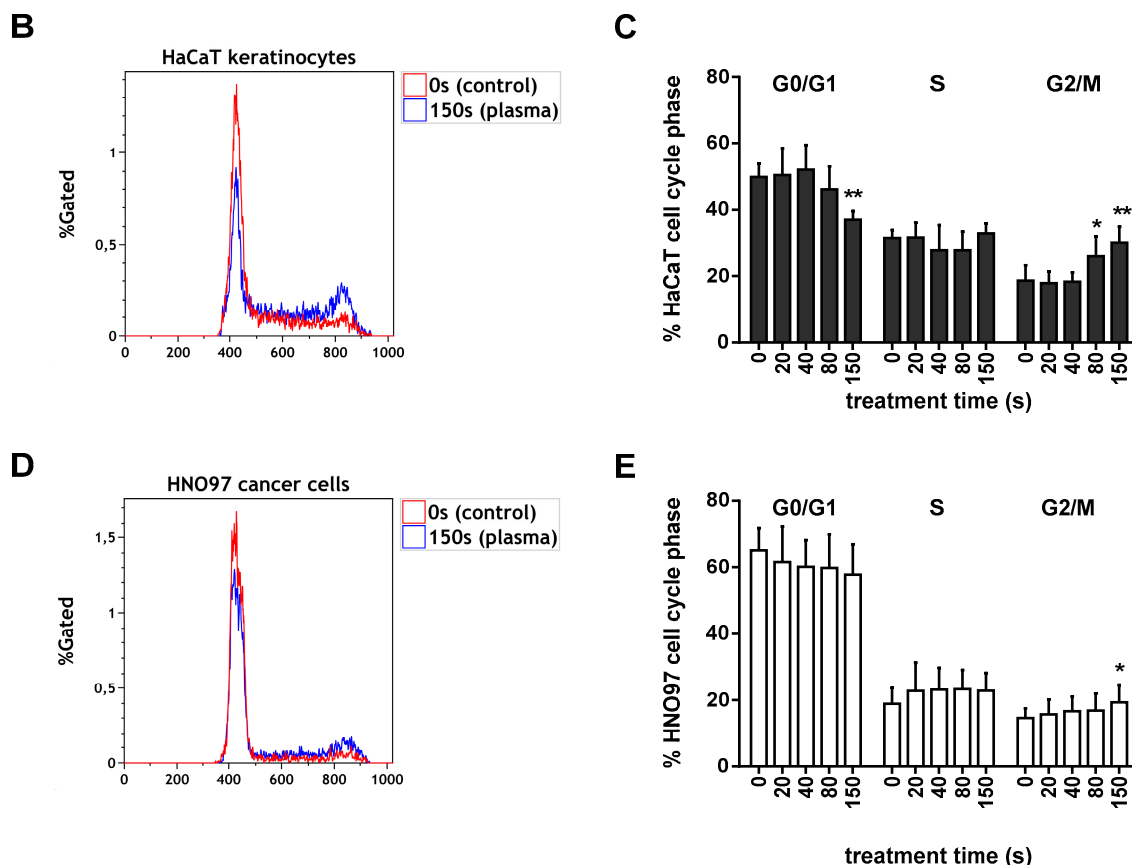 B
HaCaT keratinocytes
0s (control)
150s (plasma)
%Gated
1
0,5
0
0 200 400 600 800 1000
C
% HaCaT cell cycle phase
80
60
40
20
0
G0/G1 S G2/M
**
* **
0 20 40 80 150 0 20 40 80 150 0 20 40 80 150
treatment time (s)
D
HNO97 cancer cells
0s (control)
150s (plasma)
%Gated
1,5
1
0,5
0
0 200 400 600 800 1000
E
% HNO97 cell cycle phase
80
60
40
20
0
G0/G1 S G2/M
*
0 20 40 80 150 0 20 40 80 150 0 20 40 80 150
treatment time (s)